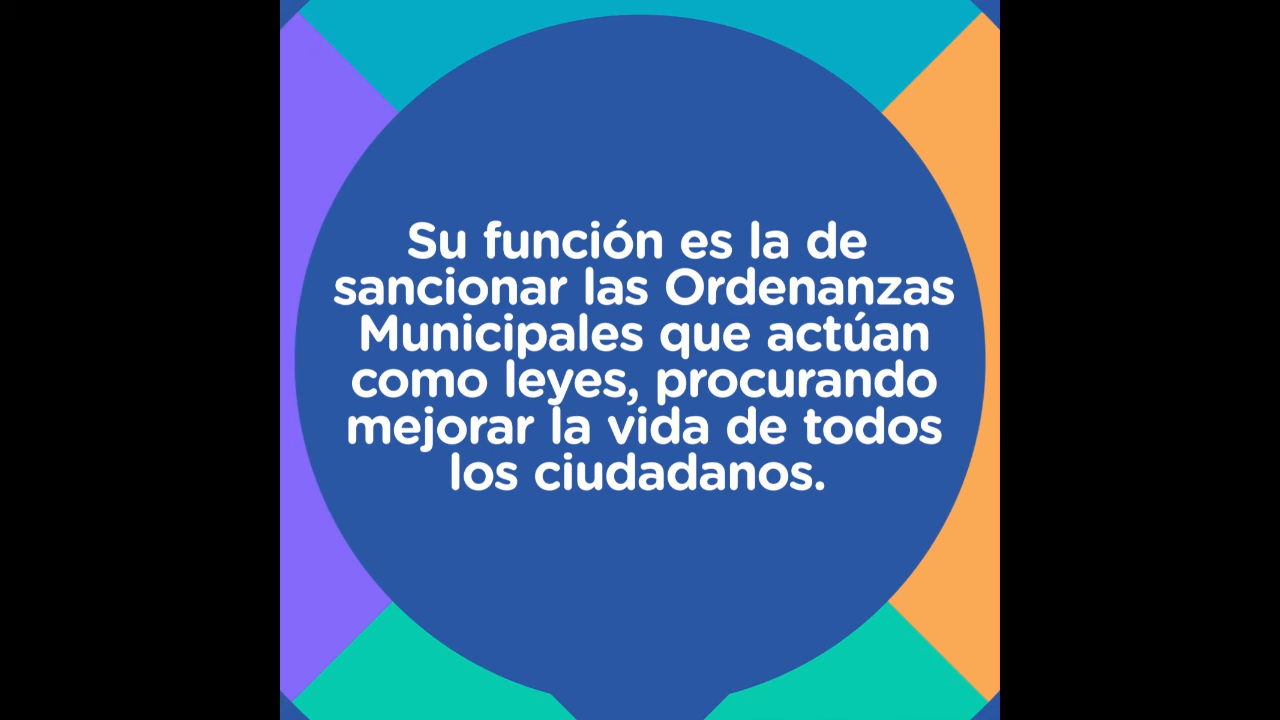 Su función es la de
sancionar las Ordenanzas
Municipales que actúan
como leyes, procurando
mejorar la vida de todos
los ciudadanos.